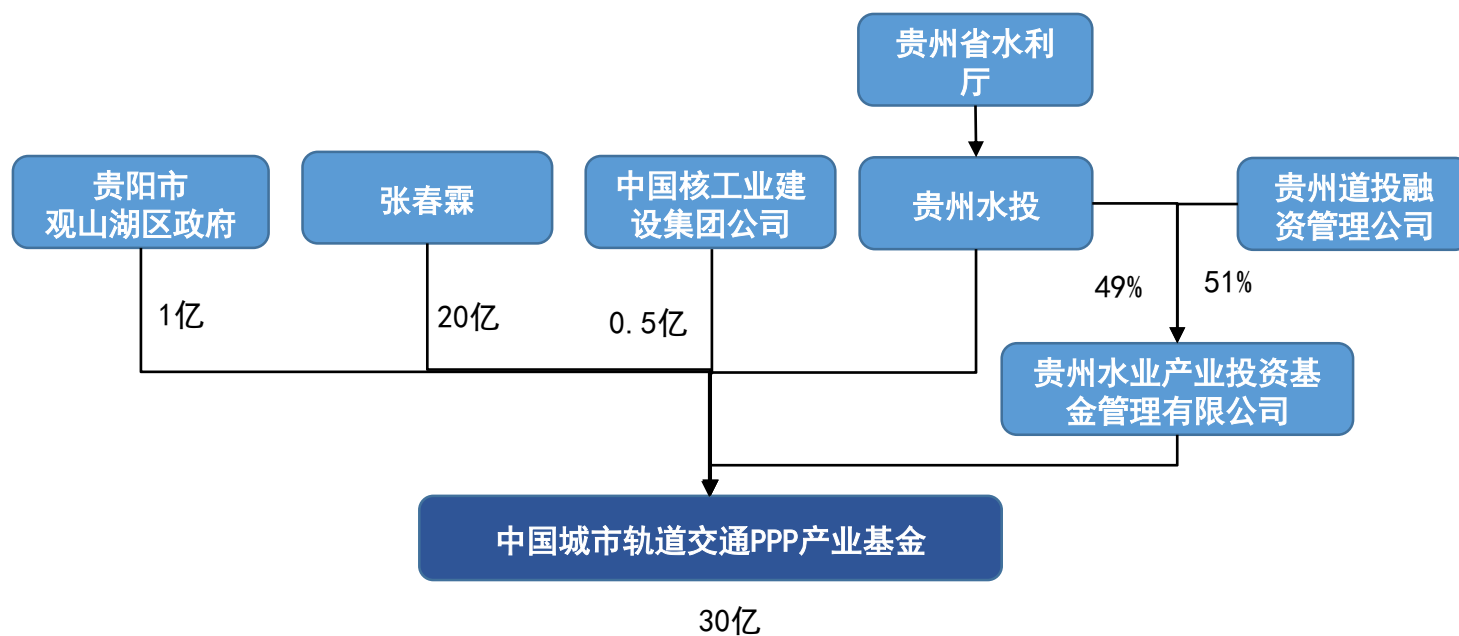 贵州省水利
厅
贵阳市
观山湖区政府
张春霖
中国核工业建
设集团公司
贵州水投
贵州道投融
资管理公司
1亿
20亿
0.5亿
49%
51%
贵州水业产业投资基
金管理有限公司
中国城市轨道交通PPP产业基金
30亿